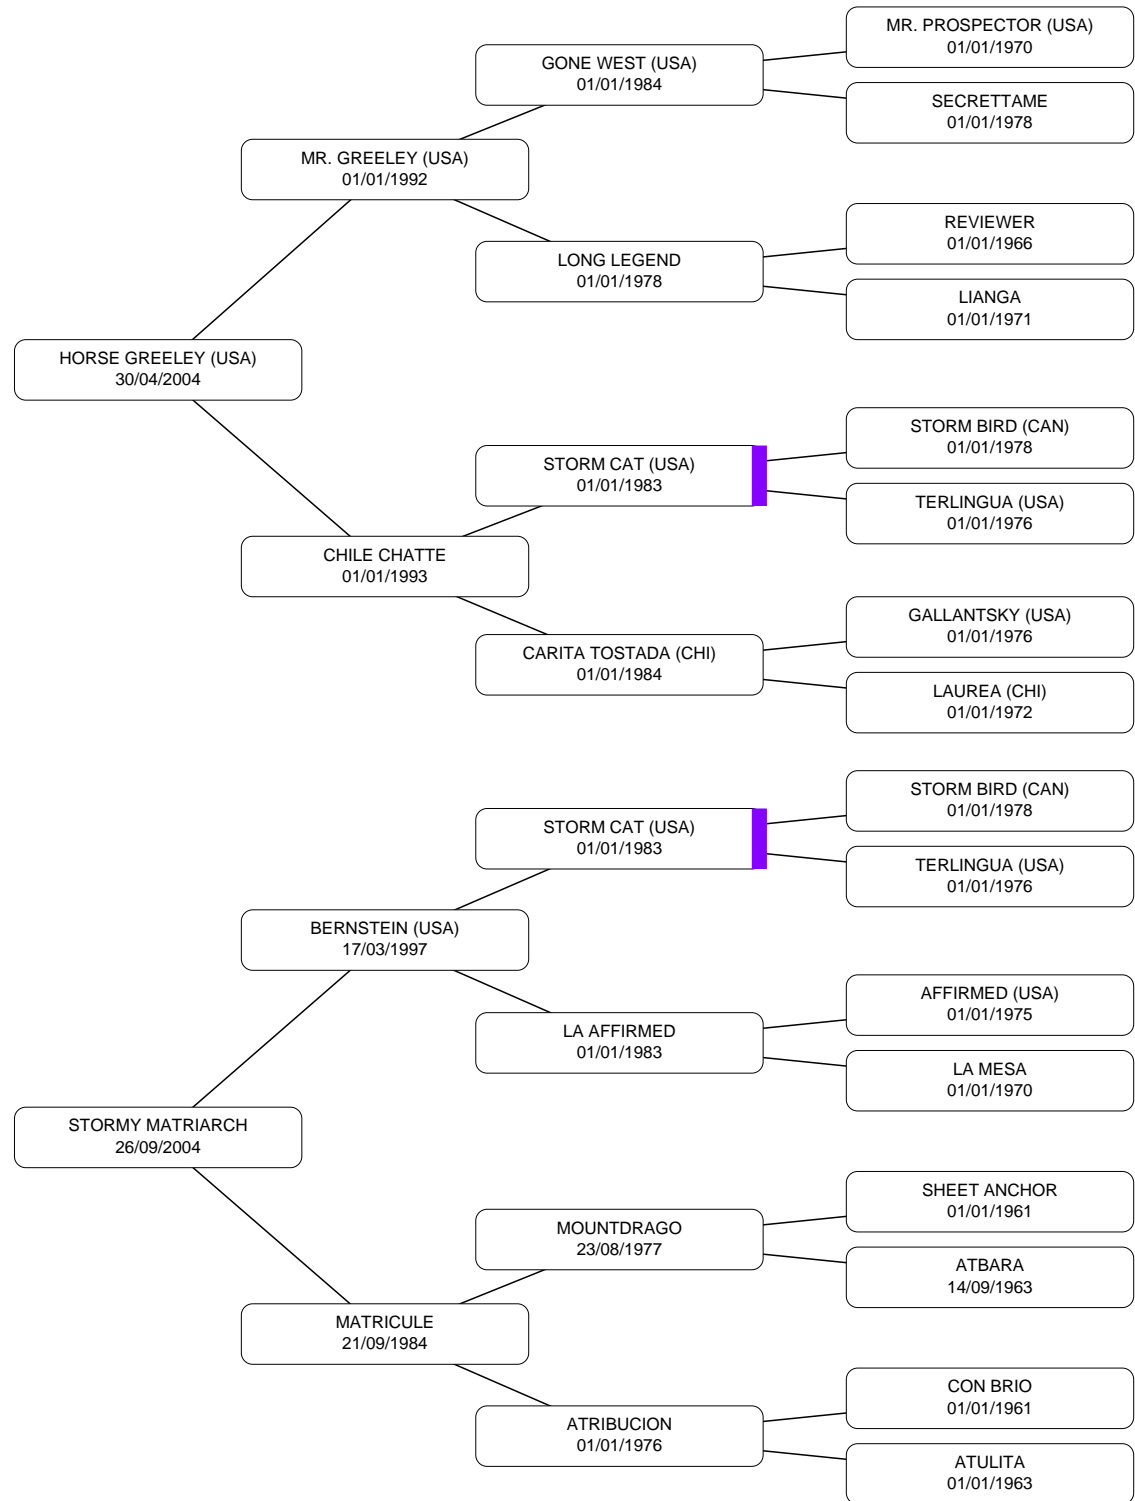 MR. PROSPECTOR (USA)
01/01/1970
GONE WEST (USA)
01/01/1984
SECRETTAME
01/01/1978
MR. GREELEY (USA)
01/01/1992
REVIEWER
01/01/1966
LONG LEGEND
01/01/1978
LIANGA
01/01/1971
HORSE GREELEY (USA)
30/04/2004
STORM BIRD (CAN)
01/01/1978
STORM CAT (USA)
01/01/1983
TERLINGUA (USA)
01/01/1976
CHILE CHATTE
01/01/1993
GALLANTSKY (USA)
01/01/1976
CARITA TOSTADA (CHI)
01/01/1984
LAUREA (CHI)
01/01/1972
STORM BIRD (CAN)
01/01/1978
STORM CAT (USA)
01/01/1983
TERLINGUA (USA)
01/01/1976
BERNSTEIN (USA)
17/03/1997
AFFIRMED (USA)
01/01/1975
LA AFFIRMED
01/01/1983
LA MESA
01/01/1970
STORMY MATRIARCH
26/09/2004
SHEET ANCHOR
01/01/1961
MOUNTDRAGO
23/08/1977
ATBARA
14/09/1963
MATRICULE
21/09/1984
CON BRIO
01/01/1961
ATRIBUCION
01/01/1976
ATULITA
01/01/1963